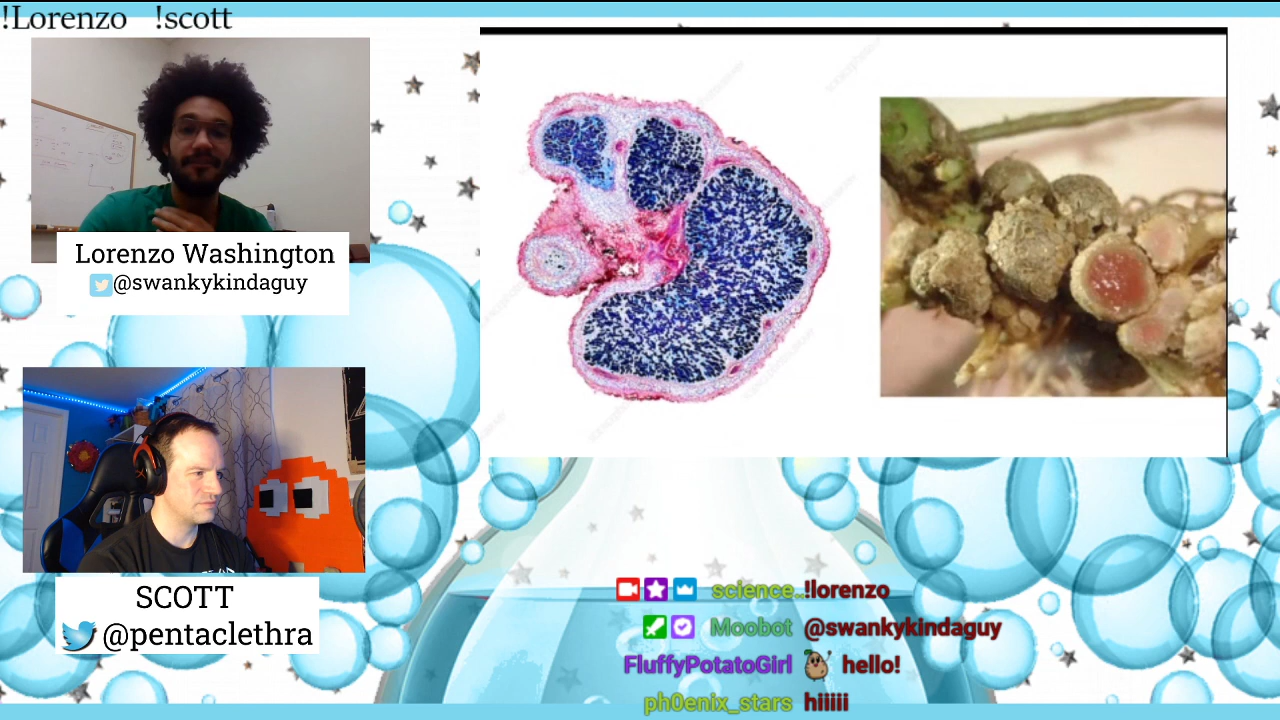 !Lorenzo !scott
Lorenzo Washington
@swankykindaguy
SCOTT
@pentaclethra
science.. !lorenzo
Moobot @swankykindaguy
FluffyPotatoGirl hello!
ph0enix_stars hiiiii